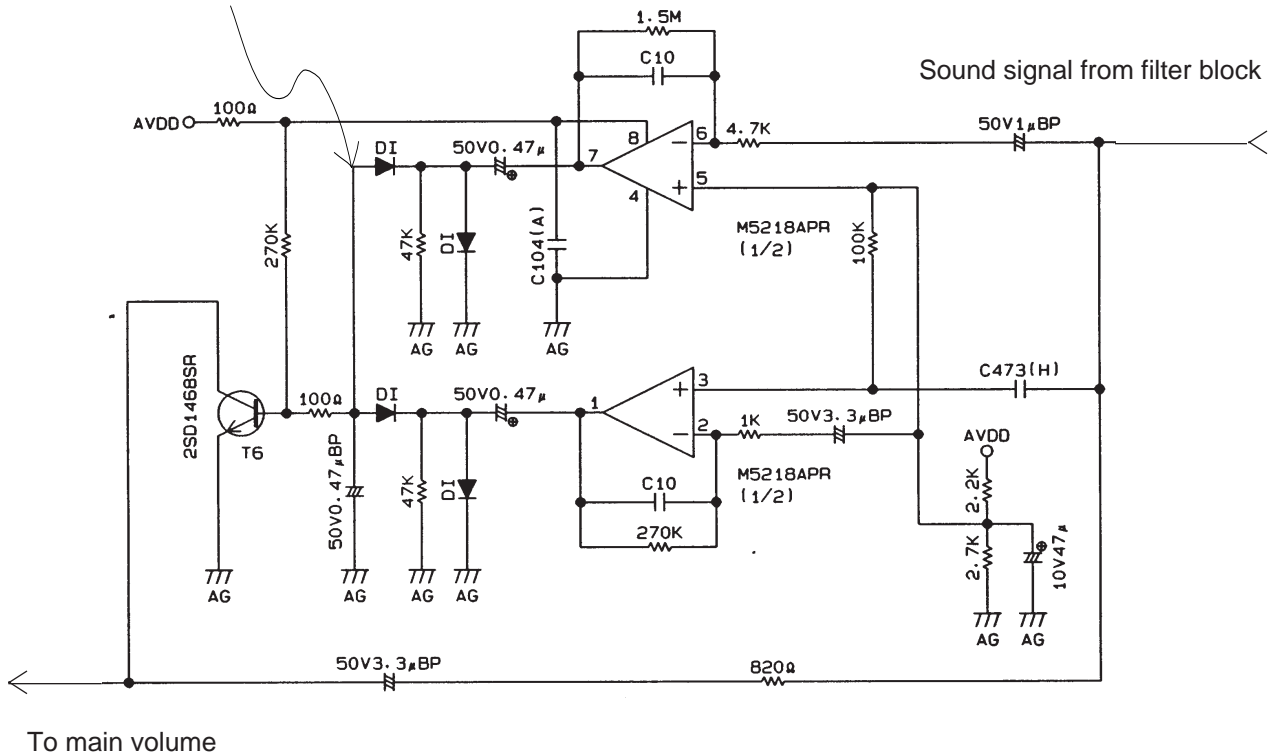 1.5M
C10
Sound signal from filter block
AVDD
100Ω
DI
50V0.47μ
7
8
4
6
5
4.7K
50V1μBP
270K
47K
DI
C104(A)
M5218APR
(1/2)
100K
AG
AG
AG
2SD1468SR
T6
100Ω
DI
50V0.47μ
1
3
2
C473(H)
1K
50V3.3μBP
AVDD
50V0.47μBP
47K
DI
C10
270K
M5218APR
(1/2)
2.2K
2.7K
10V47μ
AG
AG
AG
AG
AG
AG
50V3.3μBP
820Ω
To main volume